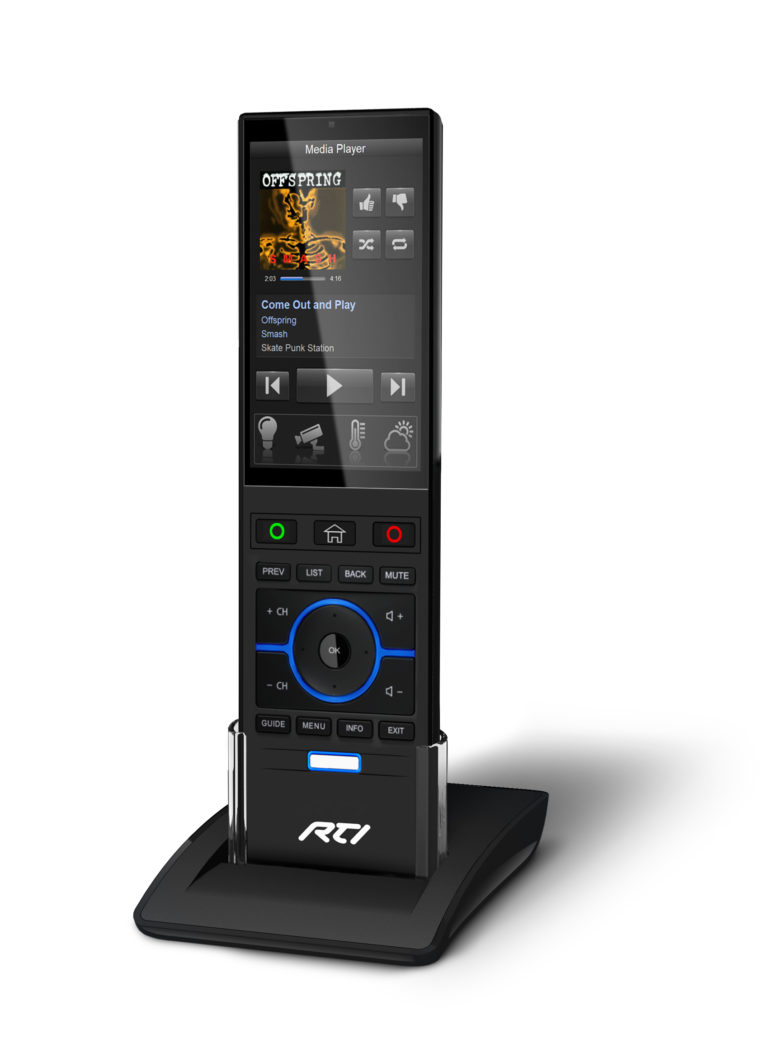 Media Player
OFFSPRING
SMASH
2:03 4:16
Come Out and Play
Offspring
Smash
Skate Punk Station
PREV LIST BACK MUTE
+ CH +
OK
− CH −
GUIDE MENU INFO EXIT
RTI